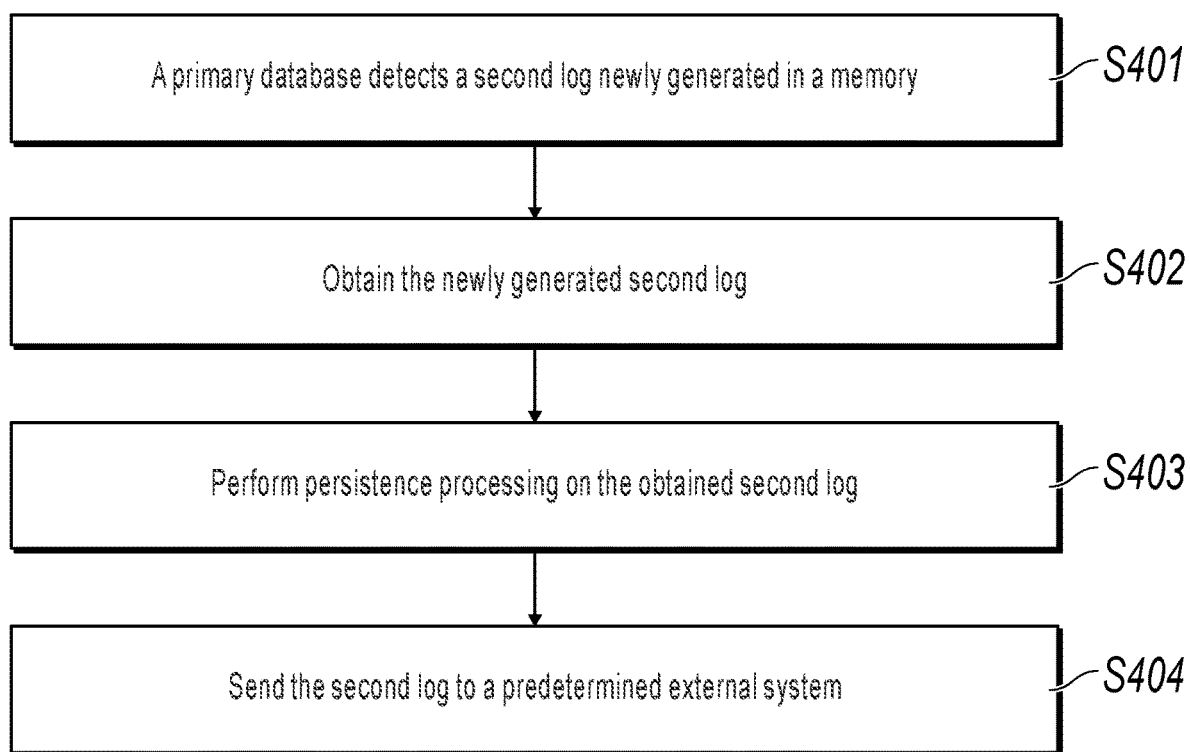 A primary database detects a second log newly generated in a memory
S401
Obtain the newly generated second log
S402
Perform persistence processing on the obtained second log
S403
Send the second log to a predetermined external system
S404